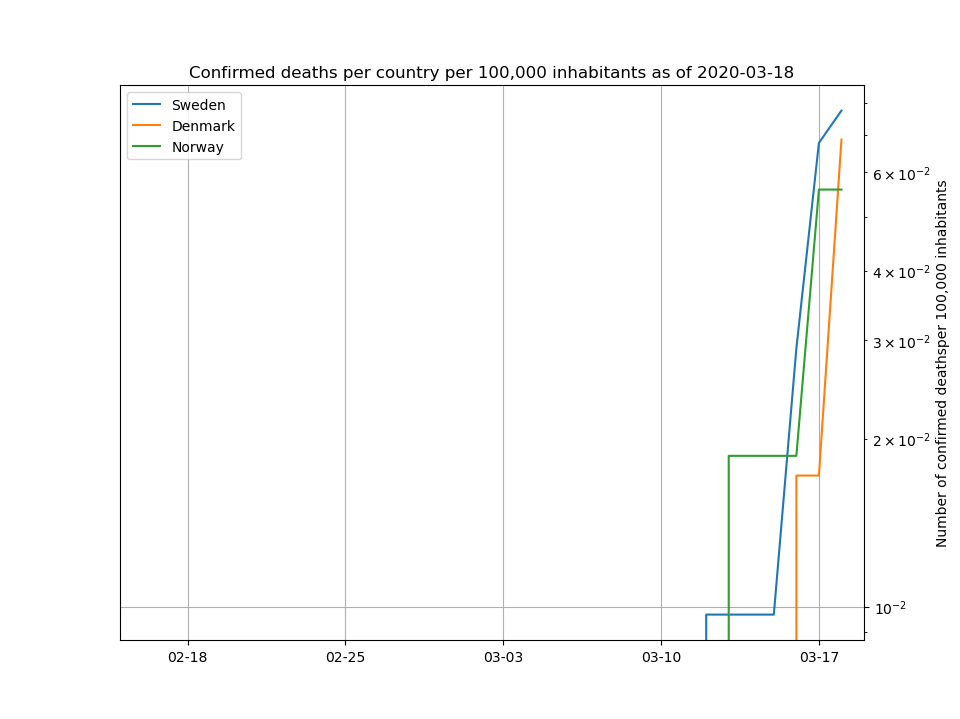 Confirmed deaths per country per 100,000 inhabitants as of 2020-03-18
Sweden
Denmark
Norway
6 × 10⁻²
4 × 10⁻²
3 × 10⁻²
2 × 10⁻²
10⁻²
Number of confirmed deathsper 100,000 inhabitants
02-18
02-25
03-03
03-10
03-17